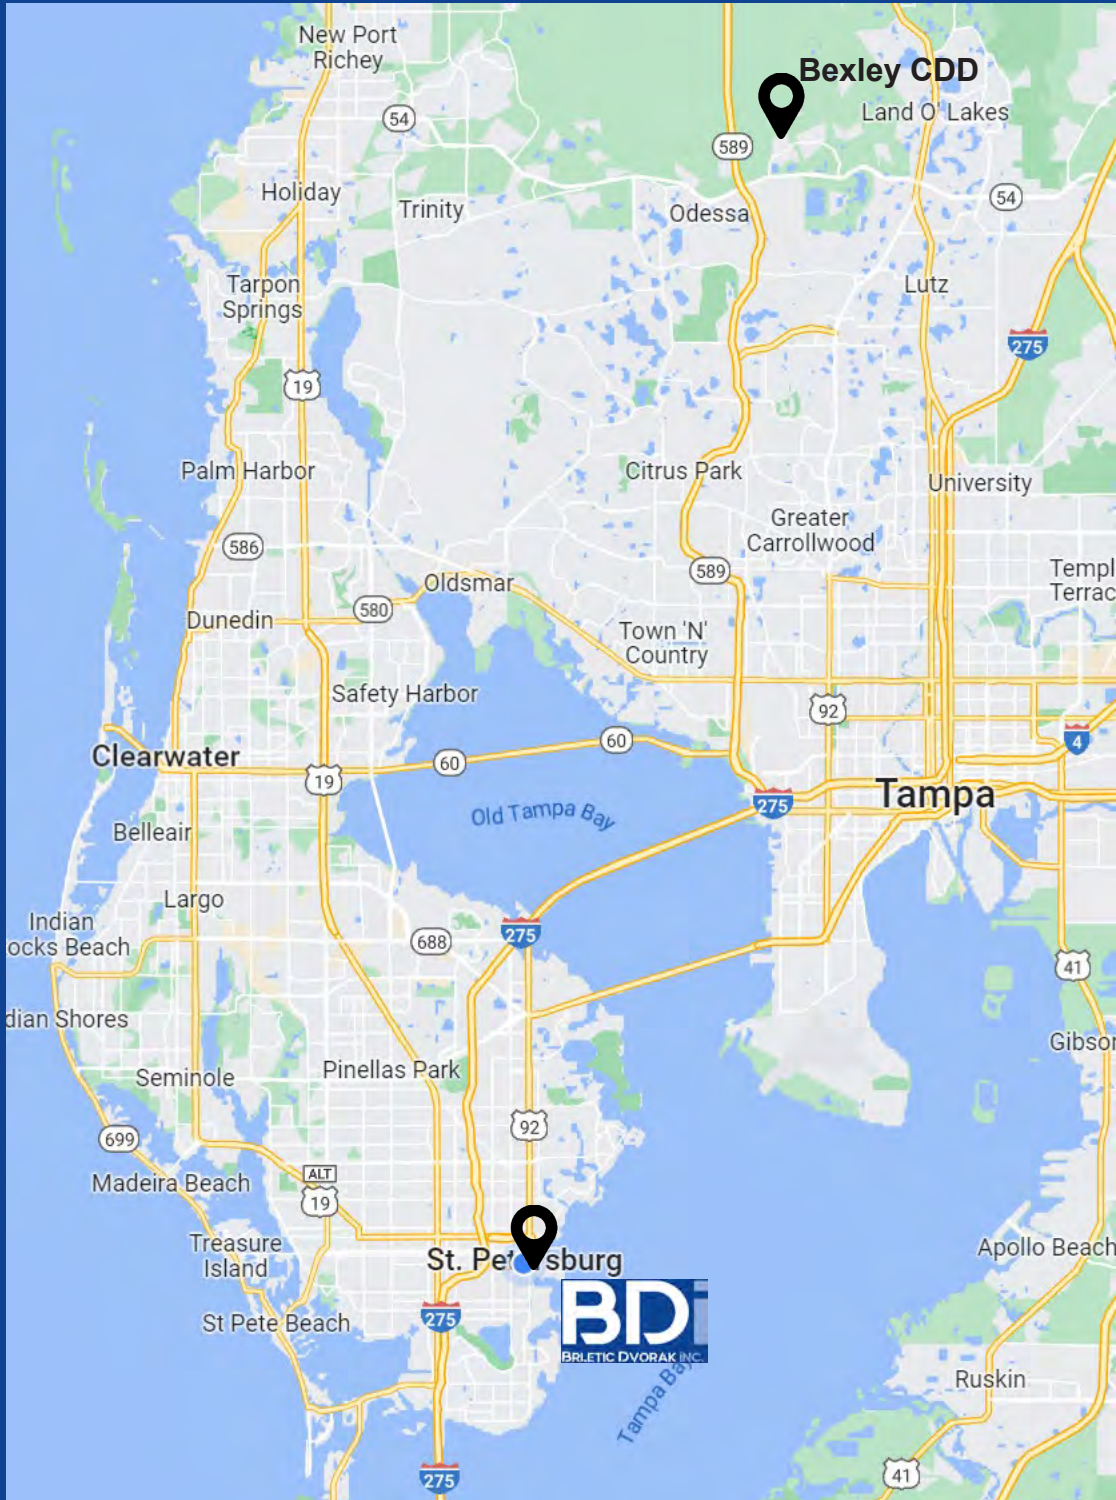 New Port
Richey
Bexley CDD
54
Land O' Lakes
589
Holiday
Trinity
Odessa
54
Tarpon
Springs
Lutz
275
19
Palm Harbor
Citrus Park
University
Greater
Carrollwood
586
589
Templ
Terrac
Oldsmar
580
Dunedin
Town 'N'
Country
Safety Harbor
92
60
4
Clearwater
60
19
Tampa
275
Old Tampa Bay
Belleair
Largo
Indian
ocks Beach
275
688
41
dian Shores
Gibson
Pinellas Park
Seminole
92
699
ALT
19
Madeira Beach
Treasure
Island
Apollo Beach
St. Pe sburg
275
St Pete Beach
BDi
BRLETIC DVORAK INC.
Tampa Bay
Ruskin
275
41